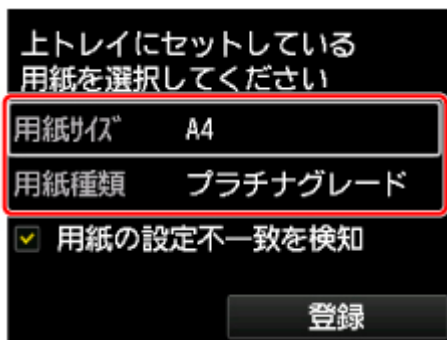 上トレイにセットしている
用紙を選択してください
用紙ｻｲｽﾞ A4
用紙種類 プラチナグレード
用紙の設定不一致を検知
登録